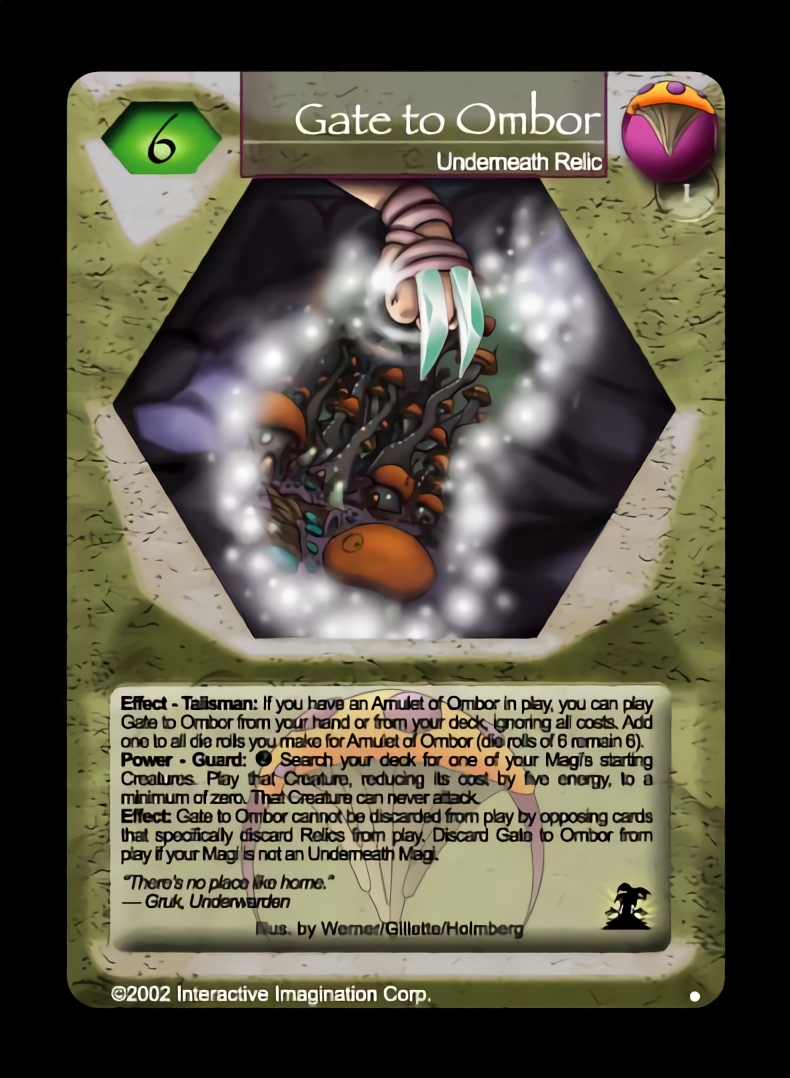 6
Gate to Ombor
Underneath Relic
1
Effect - Talisman: If you have an Amulet of Ombor in play, you can play
Gate to Ombor from your hand or from your deck, ignoring all costs. Add
one to all die rolls you make for Amulet of Ombor (die rolls of 6 remain 6).
Power - Guard: Search your deck for one of your Magi's starting
Creatures. Play that Creature, reducing its cost by five energy, to a
minimum of zero. That Creature can never attack.
Effect: Gate to Ombor cannot be discarded from play by opposing cards
that specifically discard Relics from play. Discard Gate to Ombor from
play if your Magi is not an Underneath Magi.
"There's no place like home."
— Gruk, Underwarden
Illus. by Werner/Gillette/Holmberg
©2002 Interactive Imagination Corp.